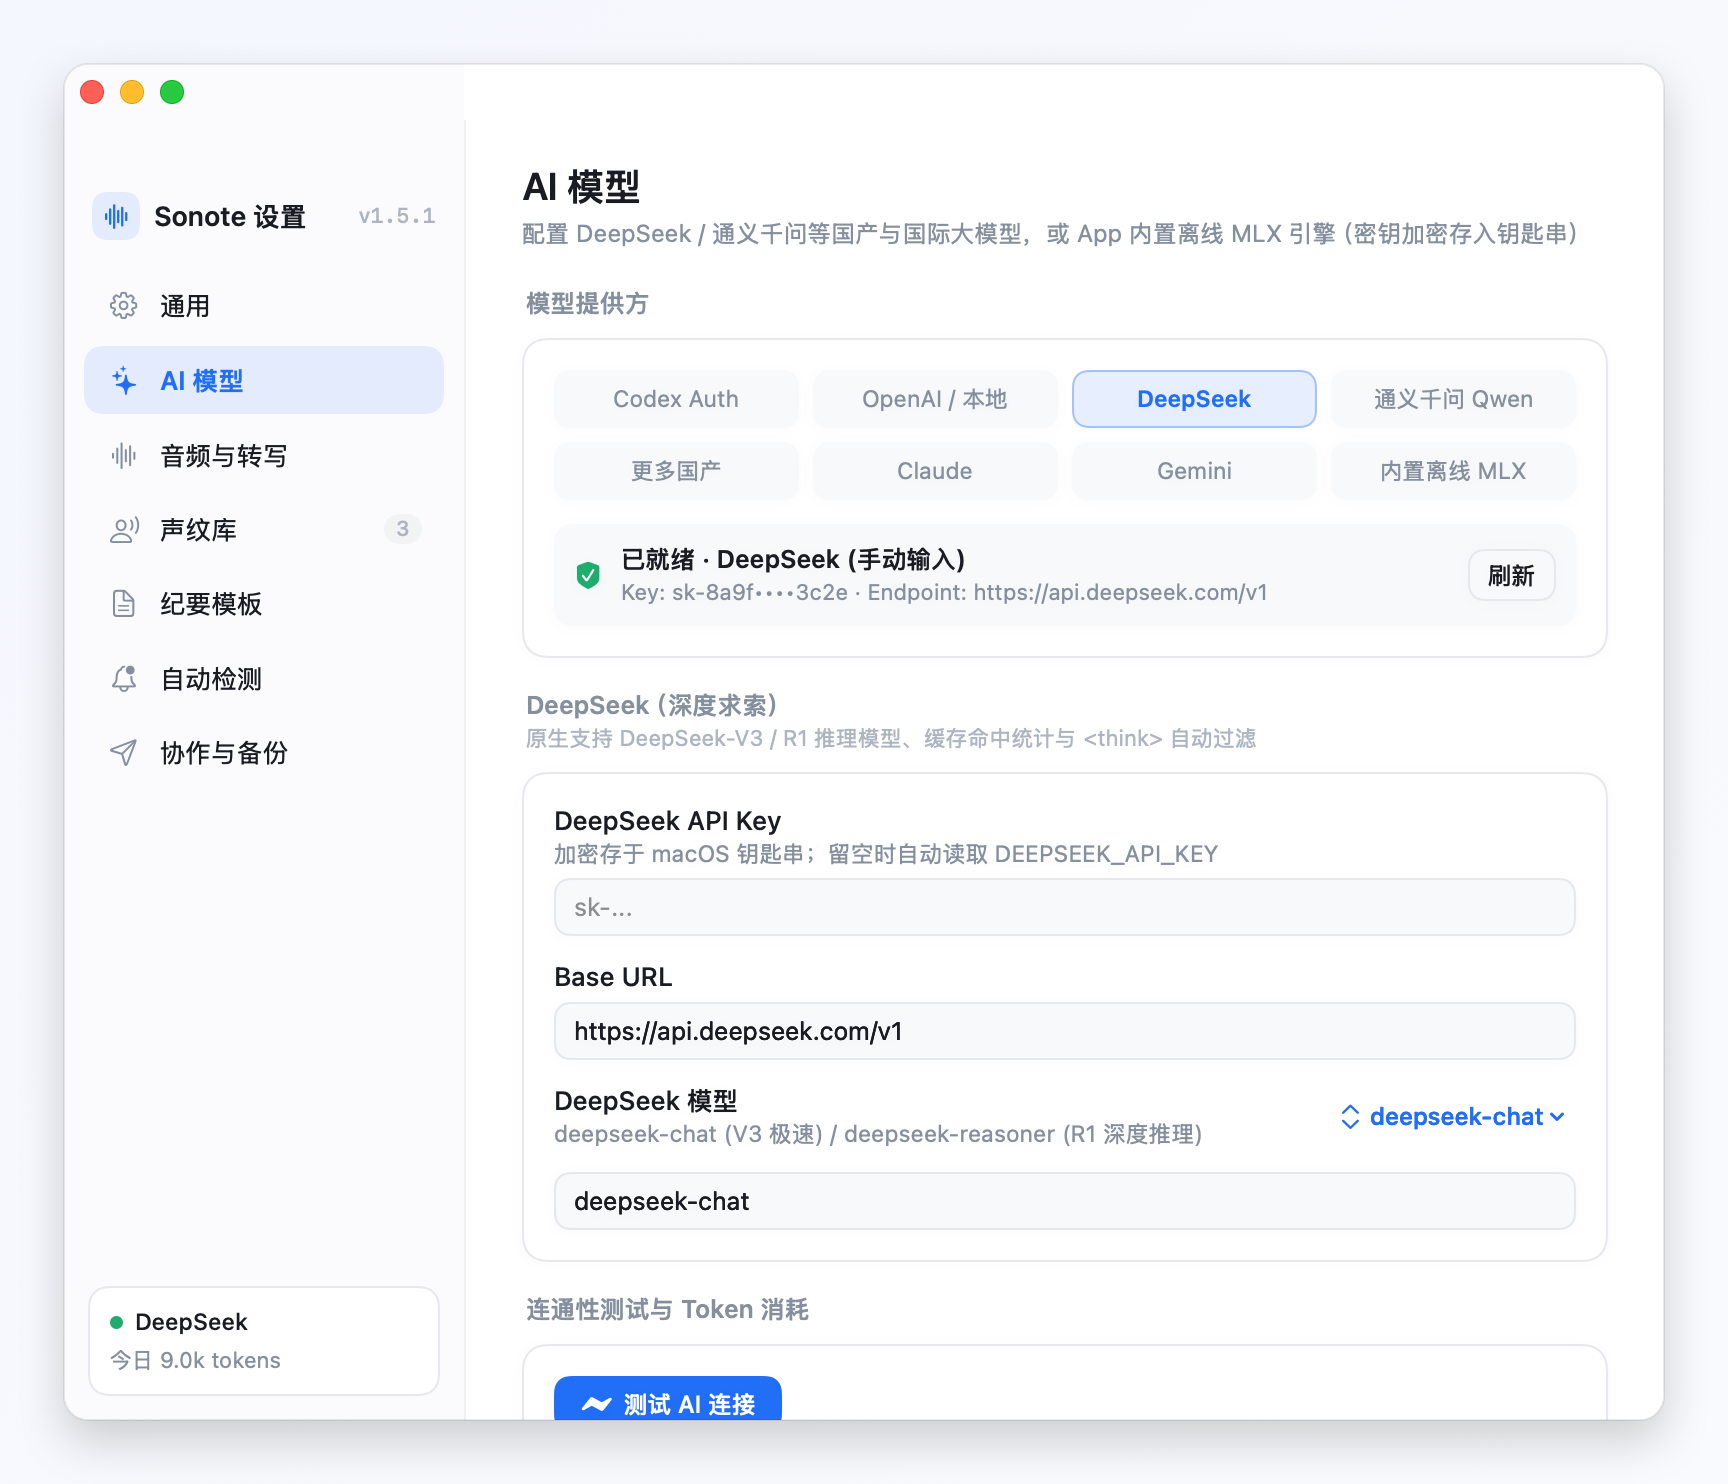 Sonote 设置
v1.5.1
通用
AI 模型
音频与转写
声纹库
3
纪要模板
自动检测
协作与备份
DeepSeek
今日 9.0k tokens
AI 模型
配置 DeepSeek / 通义千问等国产与国际大模型，或 App 内置离线 MLX 引擎 (密钥加密存入钥匙串)
模型提供方
Codex Auth
OpenAI / 本地
DeepSeek
通义千问 Qwen
更多国产
Claude
Gemini
内置离线 MLX
已就绪 · DeepSeek (手动输入)
Key: sk-8a9f••••3c2e · Endpoint: https://api.deepseek.com/v1
刷新
DeepSeek (深度求索)
原生支持 DeepSeek-V3 / R1 推理模型、缓存命中统计与 <think> 自动过滤
DeepSeek API Key
加密存于 macOS 钥匙串；留空时自动读取 DEEPSEEK_API_KEY
sk-...
Base URL
https://api.deepseek.com/v1
DeepSeek 模型
deepseek-chat (V3 极速) / deepseek-reasoner (R1 深度推理)
deepseek-chat
deepseek-chat
连通性测试与 Token 消耗
测试 AI 连接